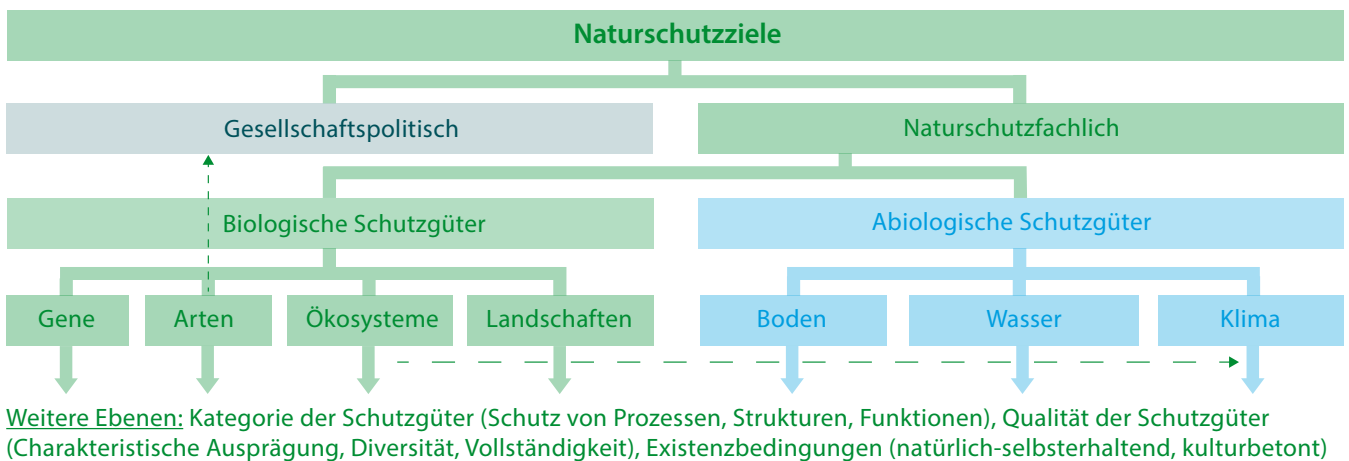 Naturschutzziele
Gesellschaftspolitisch
Naturschutzfachlich
Biologische Schutzgüter
Abiologische Schutzgüter
Gene
Arten
Ökosysteme
Landschaften
Boden
Wasser
Klima
Weitere Ebenen: Kategorie der Schutzgüter (Schutz von Prozessen, Strukturen, Funktionen), Qualität der Schutzgüter
(Charakteristische Ausprägung, Diversität, Vollständigkeit), Existenzbedingungen (natürlich-selbsterhaltend, kulturbetont)